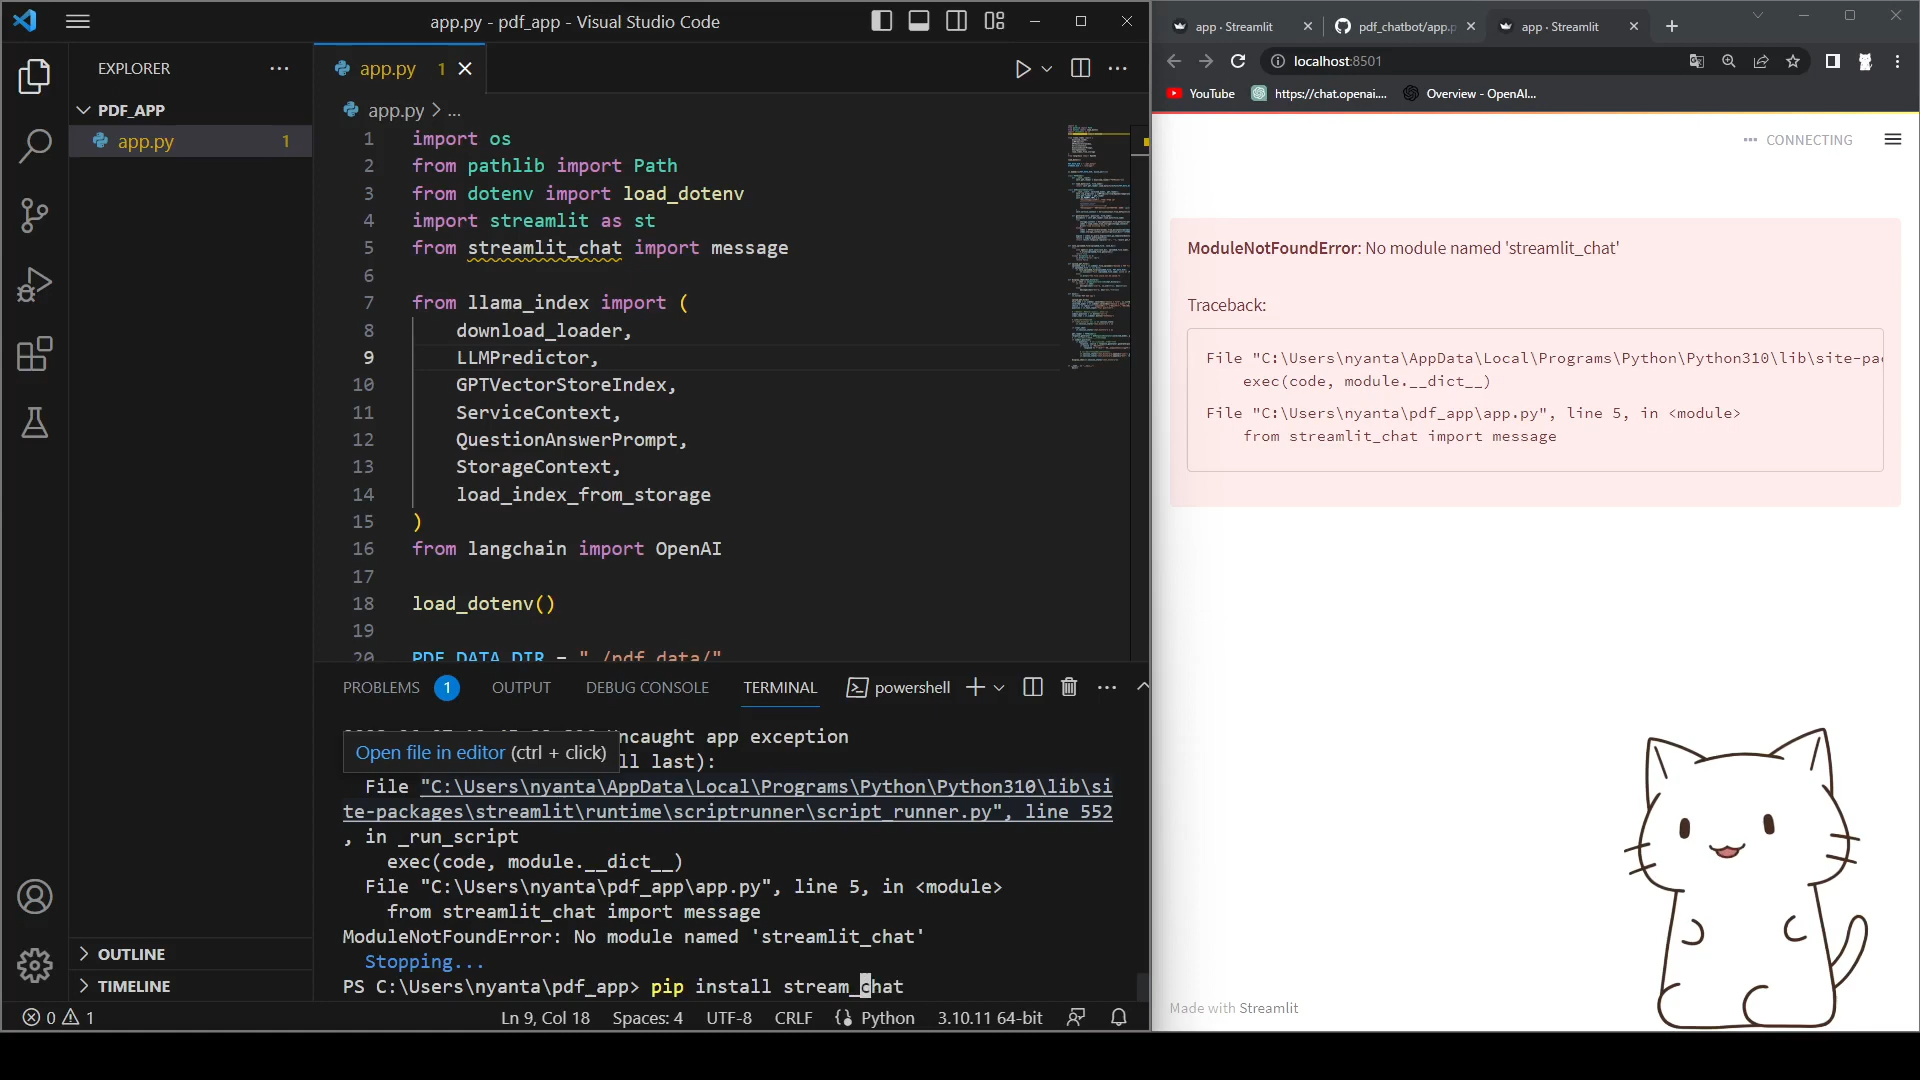 app.py - pdf_app - Visual Studio Code
EXPLORER
PDF_APP
app.py 1
app.py 1
app.py > ...
1 import os
2 from pathlib import Path
3 from dotenv import load_dotenv
4 import streamlit as st
5 from streamlit_chat import message
6
7 from llama_index import (
8 download_loader,
9 LLMPredictor,
10 GPTVectorStoreIndex,
11 ServiceContext,
12 QuestionAnswerPrompt,
13 StorageContext,
14 load_index_from_storage
15 )
16 from langchain import OpenAI
17
18 load_dotenv()
19
20 PDF_DATA_DIR = "./pdf_data/"
PROBLEMS 1 OUTPUT DEBUG CONSOLE TERMINAL powershell
Uncaught app exception
Open file in editor (ctrl + click)
ll last):
File "C:\Users\nyanta\AppData\Local\Programs\Python\Python310\lib\si
te-packages\streamlit\runtime\scriptrunner\script_runner.py", line 552
, in _run_script
exec(code, module.__dict__)
File "C:\Users\nyanta\pdf_app\app.py", line 5, in <module>
from streamlit_chat import message
ModuleNotFoundError: No module named 'streamlit_chat'
Stopping...
PS C:\Users\nyanta\pdf_app> pip install stream_chat
OUTLINE
TIMELINE
0 1
Ln 9, Col 18 Spaces: 4 UTF-8 CRLF Python 3.10.11 64-bit
app · Streamlit
pdf_chatbot/app.p
app · Streamlit
localhost:8501
YouTube https://chat.openai.... Overview - OpenAI...
CONNECTING
ModuleNotFoundError: No module named 'streamlit_chat'
Traceback:
File "C:\Users\nyanta\AppData\Local\Programs\Python\Python310\lib\site-pac
exec(code, module.__dict__)
File "C:\Users\nyanta\pdf_app\app.py", line 5, in <module>
from streamlit_chat import message
Made with Streamlit